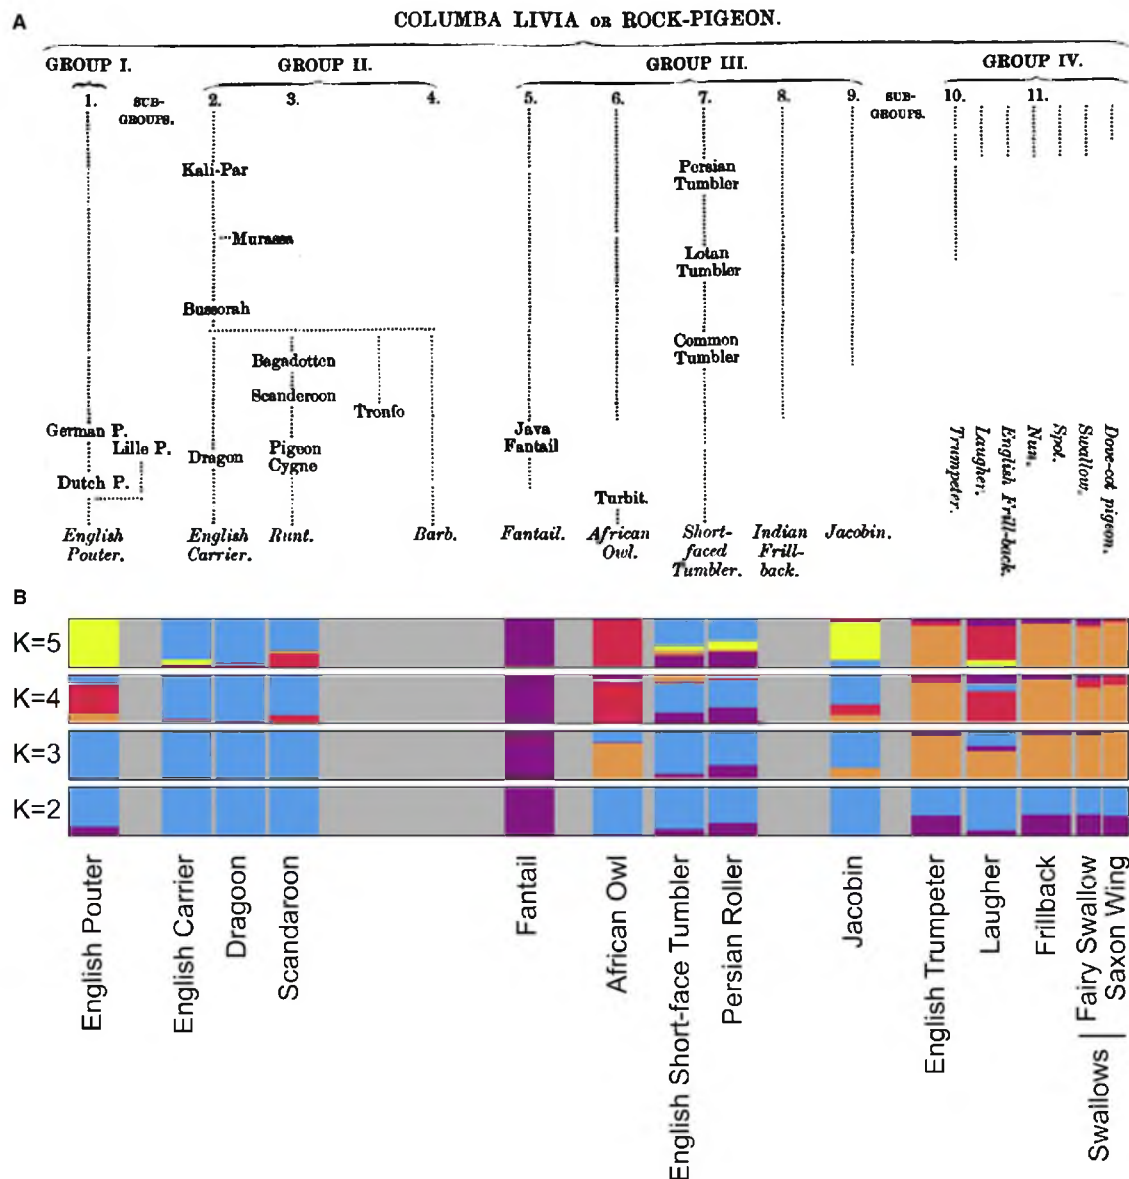 A
COLUMBA LIVIA OR ROCK-PIGEON.
GROUP I. GROUP II. GROUP III. GROUP IV.
1. SUB-GROUPS. 2. 3. 4. 5. 6. 7. 8. 9. SUB-GROUPS. 10. 11.
Kali-Par
Persian
Tumbler
Murassa
Lotan
Tumbler
Bussorah
Common
Tumbler
Bagadotten
Scanderoon
Tronfo
German P.
Lille P.
Dutch P.
Dragon
Pigeon
Cygne
Java
Fantail
Turbit.
English
Pouter.
English
Carrier.
Runt.
Barb.
Fantail.
African
Owl.
Short-
faced
Tumbler.
Indian
Frill-
back.
Jacobin.
Trumpeter.
Laugher.
English Frill-back.
Nun.
Spot.
Swallow.
Dove-cot pigeon.
B
K=5
K=4
K=3
K=2
English Pouter
English Carrier
Dragoon
Scandaroon
Fantail
African Owl
English Short-face Tumbler
Persian Roller
Jacobin
English Trumpeter
Laugher
Frillback
Fairy Swallow
Saxon Wing
Swallows